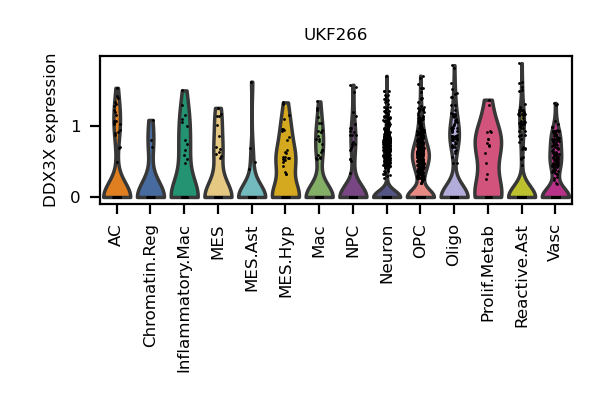 UKF266
DDX3X expression
1
0
AC
Chromatin.Reg
Inflammatory.Mac
MES
MES.Ast
MES.Hyp
Mac
NPC
Neuron
OPC
Oligo
Prolif.Metab
Reactive.Ast
Vasc